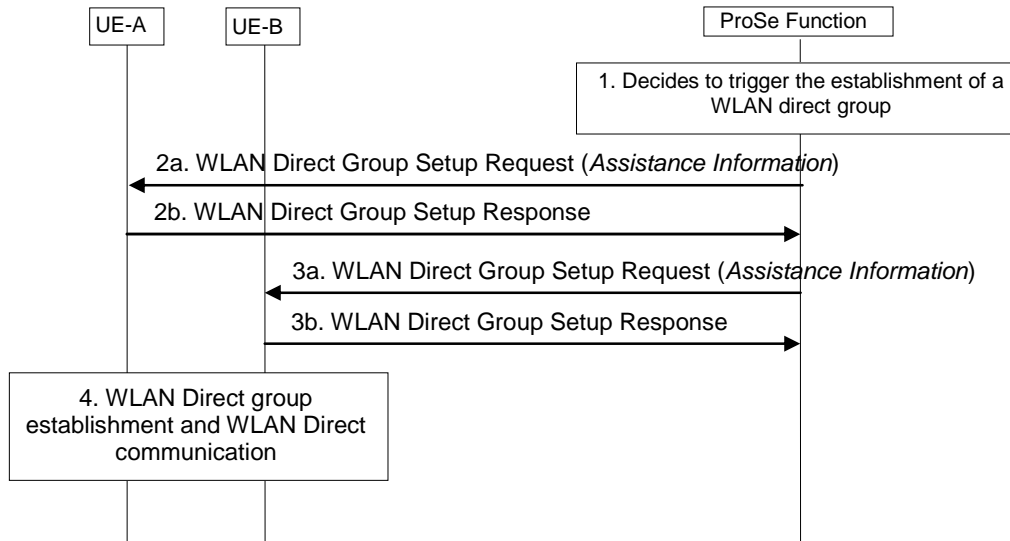 UE-A
UE-B
ProSe Function
1. Decides to trigger the establishment of a
WLAN direct group
2a. WLAN Direct Group Setup Request (Assistance Information)
2b. WLAN Direct Group Setup Response
3a. WLAN Direct Group Setup Request (Assistance Information)
3b. WLAN Direct Group Setup Response
4. WLAN Direct group
establishment and WLAN Direct
communication